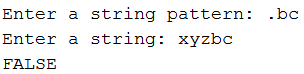 Enter a string pattern: .bc
Enter a string: xyzbc
FALSE